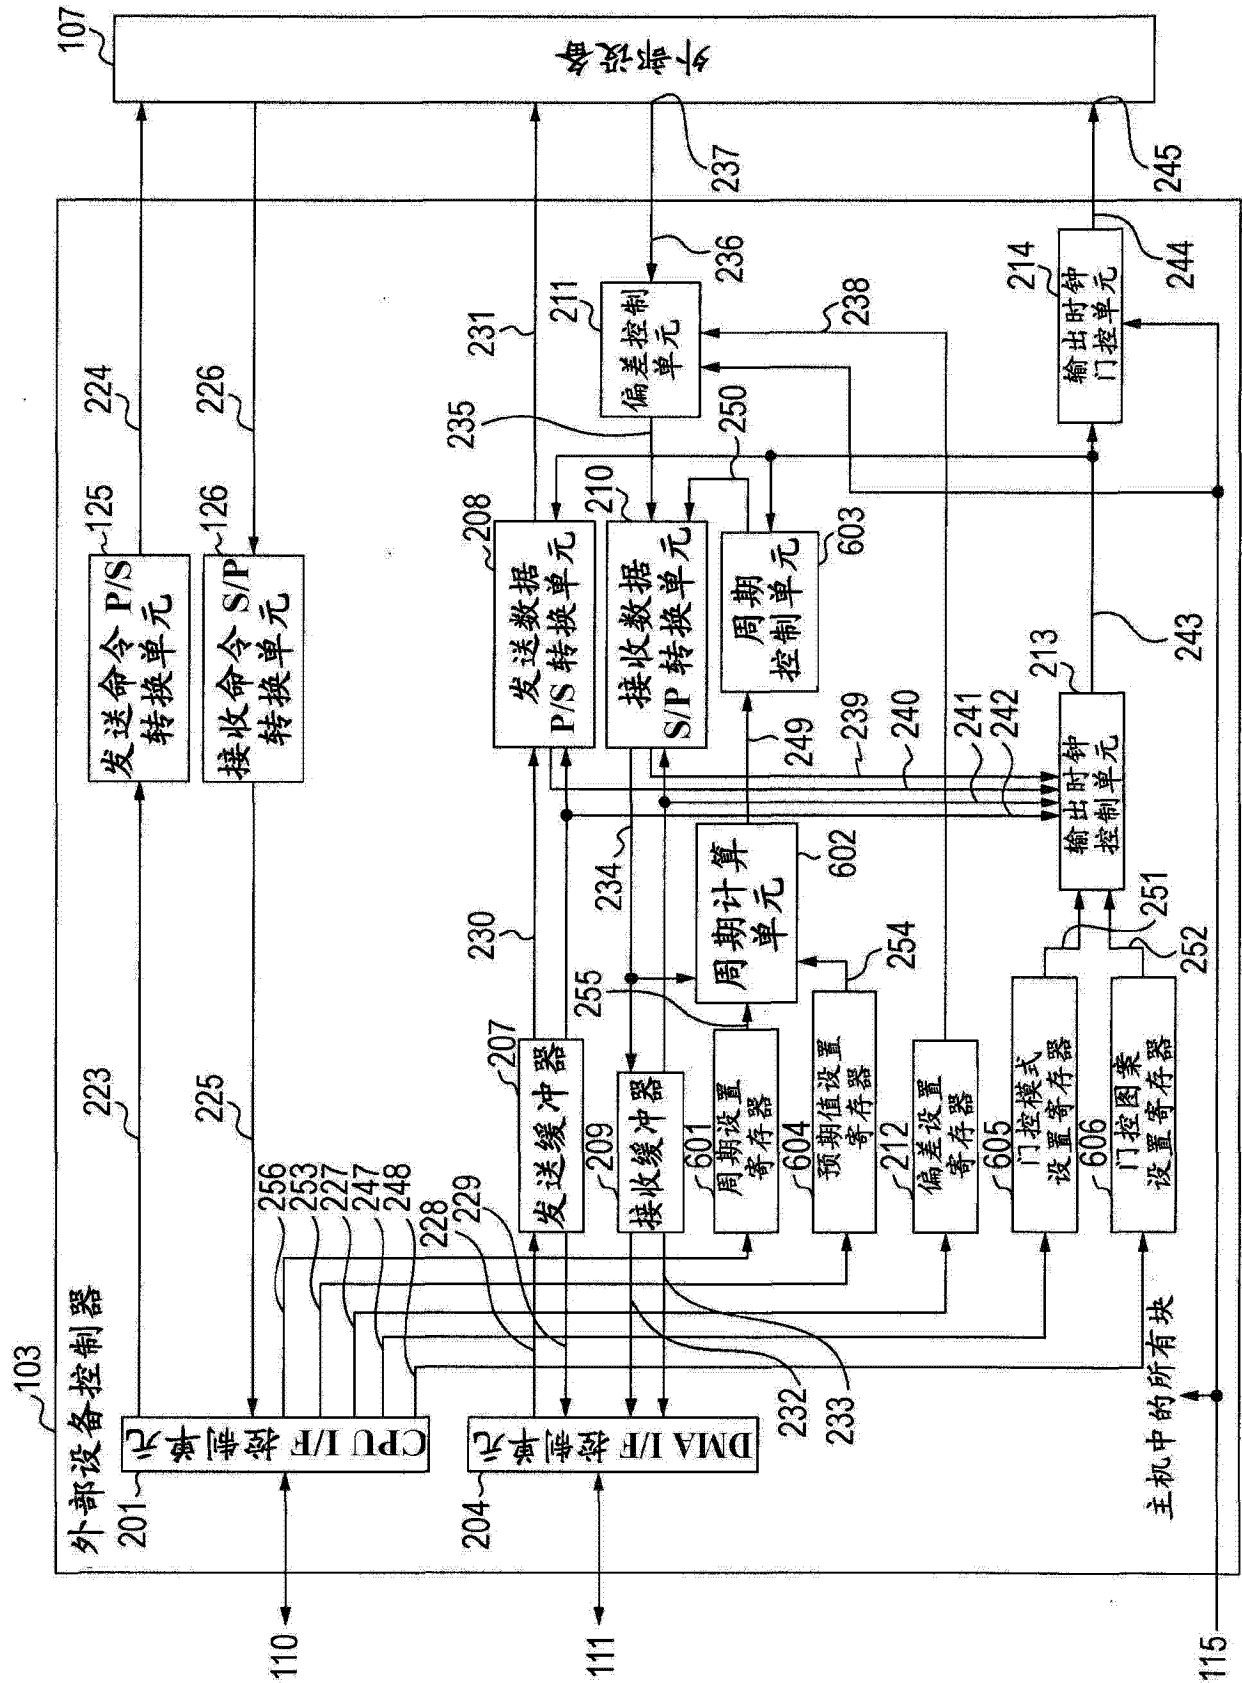 外部设备控制器
103
107
外部设备
201
CPU I/F
控制单元
204
DMA I/F
控制单元
110
111
115
223
224
225
226
125
发送命令 P/S
转换单元
126
接收命令 S/P
转换单元
256
253
227
247
248
228
229
230
231
232
233
234
235
236
237
238
207
发送缓冲器
209
接收缓冲器
208
发送数据
P/S 转换单元
210
接收数据
S/P 转换单元
211
偏差控制
单元
601
周期设置
寄存器
604
预期值设置
寄存器
212
偏差设置
寄存器
605
门控模式
设置寄存器
606
门控图案
设置寄存器
255
254
602
周期计算
单元
249
250
603
周期
控制单元
239
240
241
242
251
252
213
输出时钟
控制单元
243
214
输出时钟
门控单元
244
245
主机中的所有块